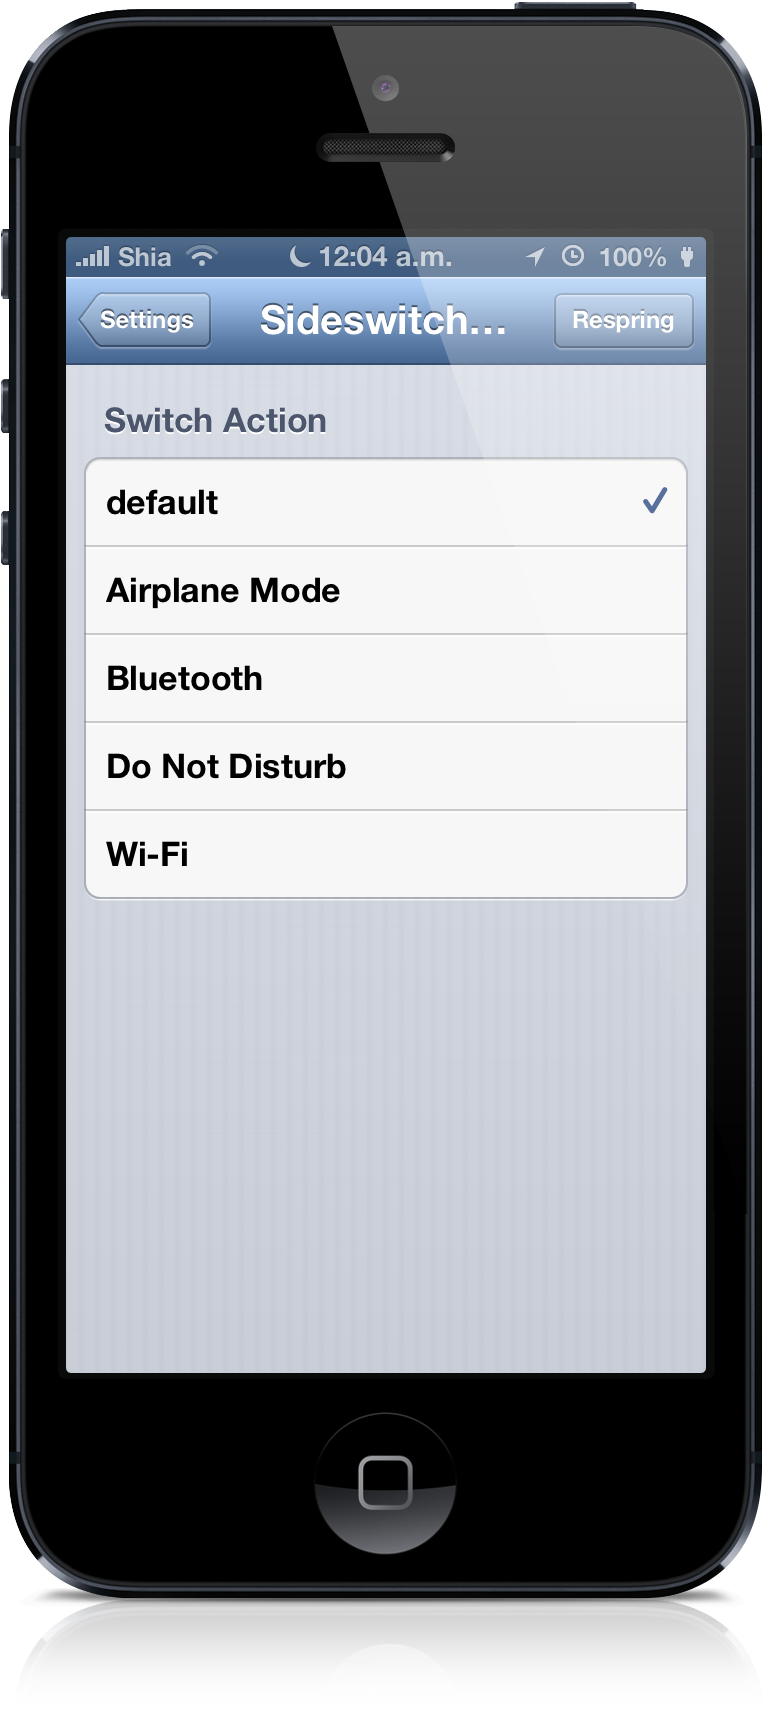 Shia 12:04 a.m. 100%
Settings Sideswitch... Respring
Switch Action
default
Airplane Mode
Bluetooth
Do Not Disturb
Wi-Fi